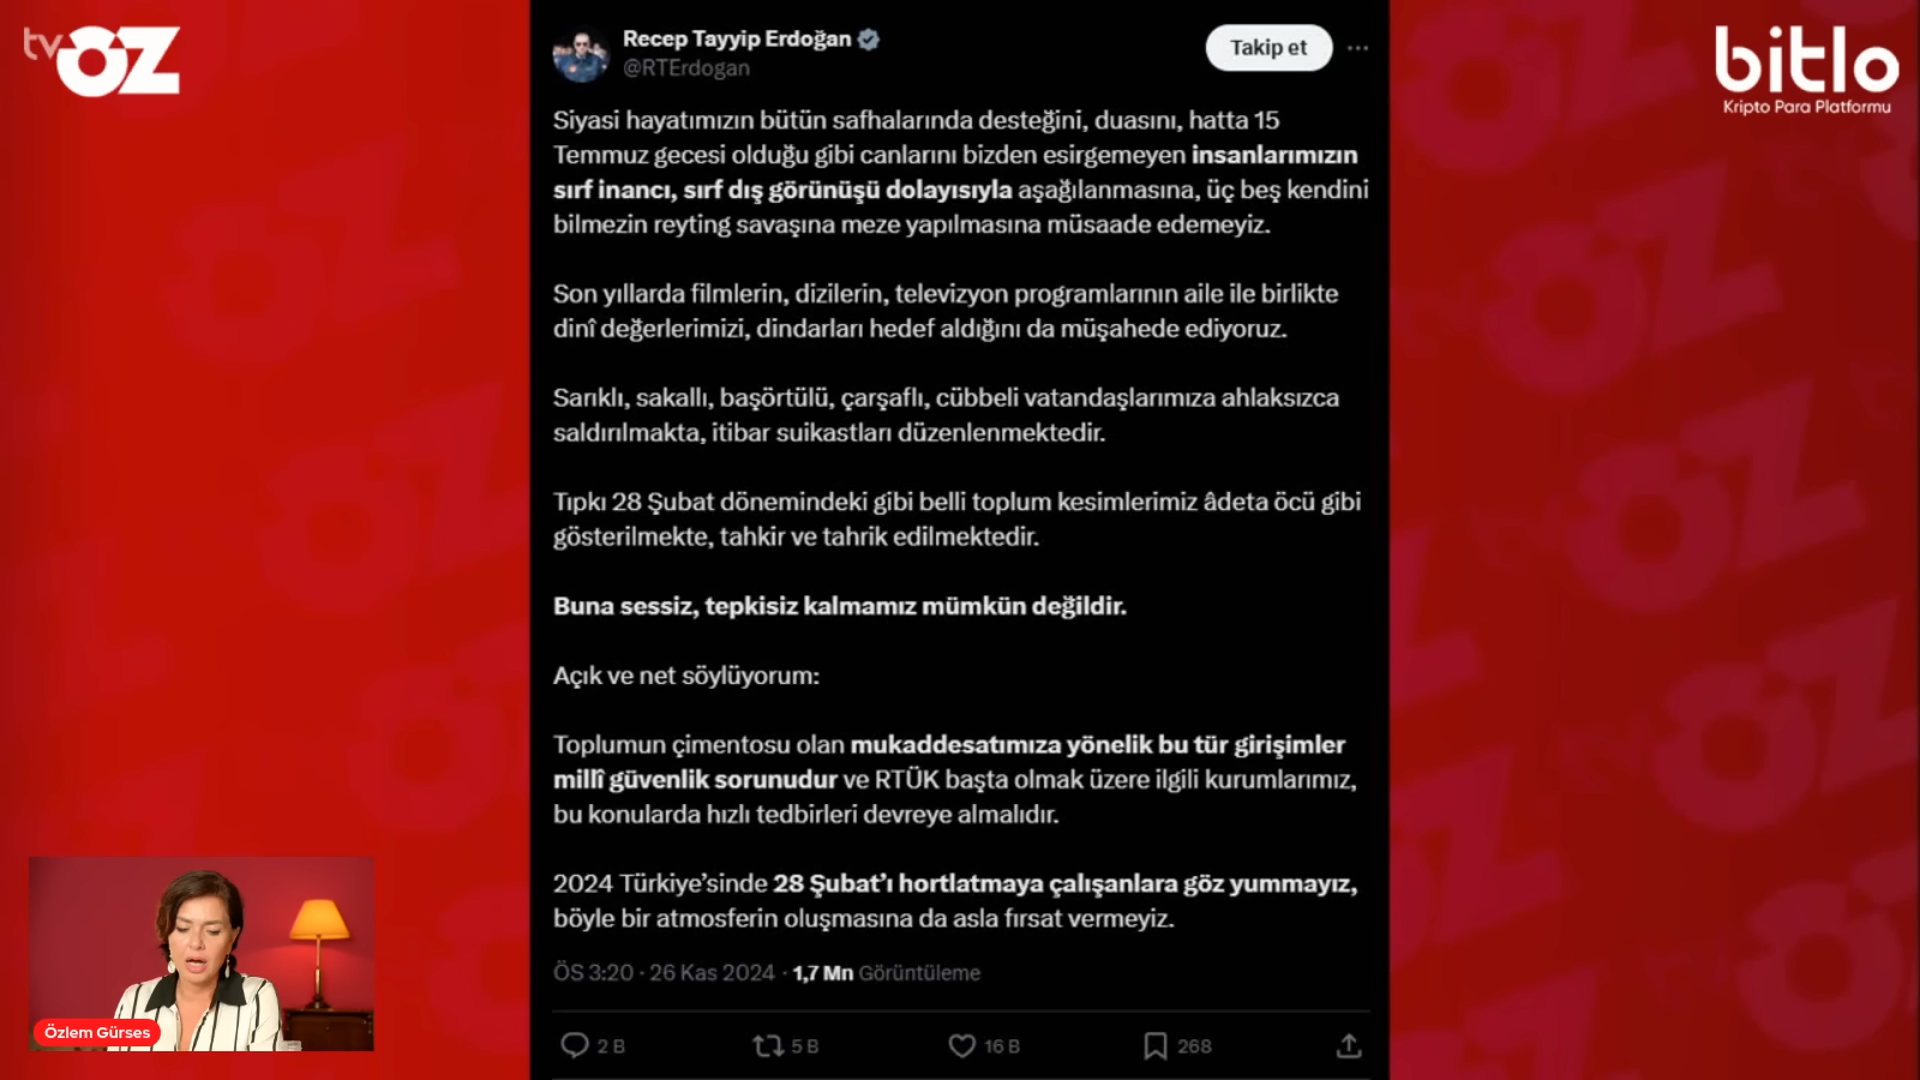 tv ÖZ
Recep Tayyip Erdoğan
@RTErdogan
Takip et
bitlo
Kripto Para Platformu
Siyasi hayatımızın bütün safhalarında desteğini, duasını, hatta 15
Temmuz gecesi olduğu gibi canlarını bizden esirgemeyen insanlarımızın
sırf inancı, sırf dış görünüşü dolayısıyla aşağılanmasına, üç beş kendini
bilmezin reyting savaşına meze yapılmasına müsaade edemeyiz.
Son yıllarda filmlerin, dizilerin, televizyon programlarının aile ile birlikte
dinî değerlerimizi, dindarları hedef aldığını da müşahede ediyoruz.
Sarıklı, sakallı, başörtülü, çarşaflı, cübbeli vatandaşlarımıza ahlaksızca
saldırılmakta, itibar suikastları düzenlenmektedir.
Tıpkı 28 Şubat dönemindeki gibi belli toplum kesimlerimiz âdeta öcü gibi
gösterilmekte, tahkir ve tahrik edilmektedir.
Buna sessiz, tepkisiz kalmamız mümkün değildir.
Açık ve net söylüyorum:
Toplumun çimentosu olan mukaddesatımıza yönelik bu tür girişimler
millî güvenlik sorunudur ve RTÜK başta olmak üzere ilgili kurumlarımız,
bu konularda hızlı tedbirleri devreye almalıdır.
2024 Türkiye’sinde 28 Şubat’ı hortlatmaya çalışanlara göz yummayız,
böyle bir atmosferin oluşmasına da asla fırsat vermeyiz.
ÖS 3:20 · 26 Kas 2024 · 1,7 Mn Görüntüleme
2 B 5 B 16 B 268
Özlem Gürses